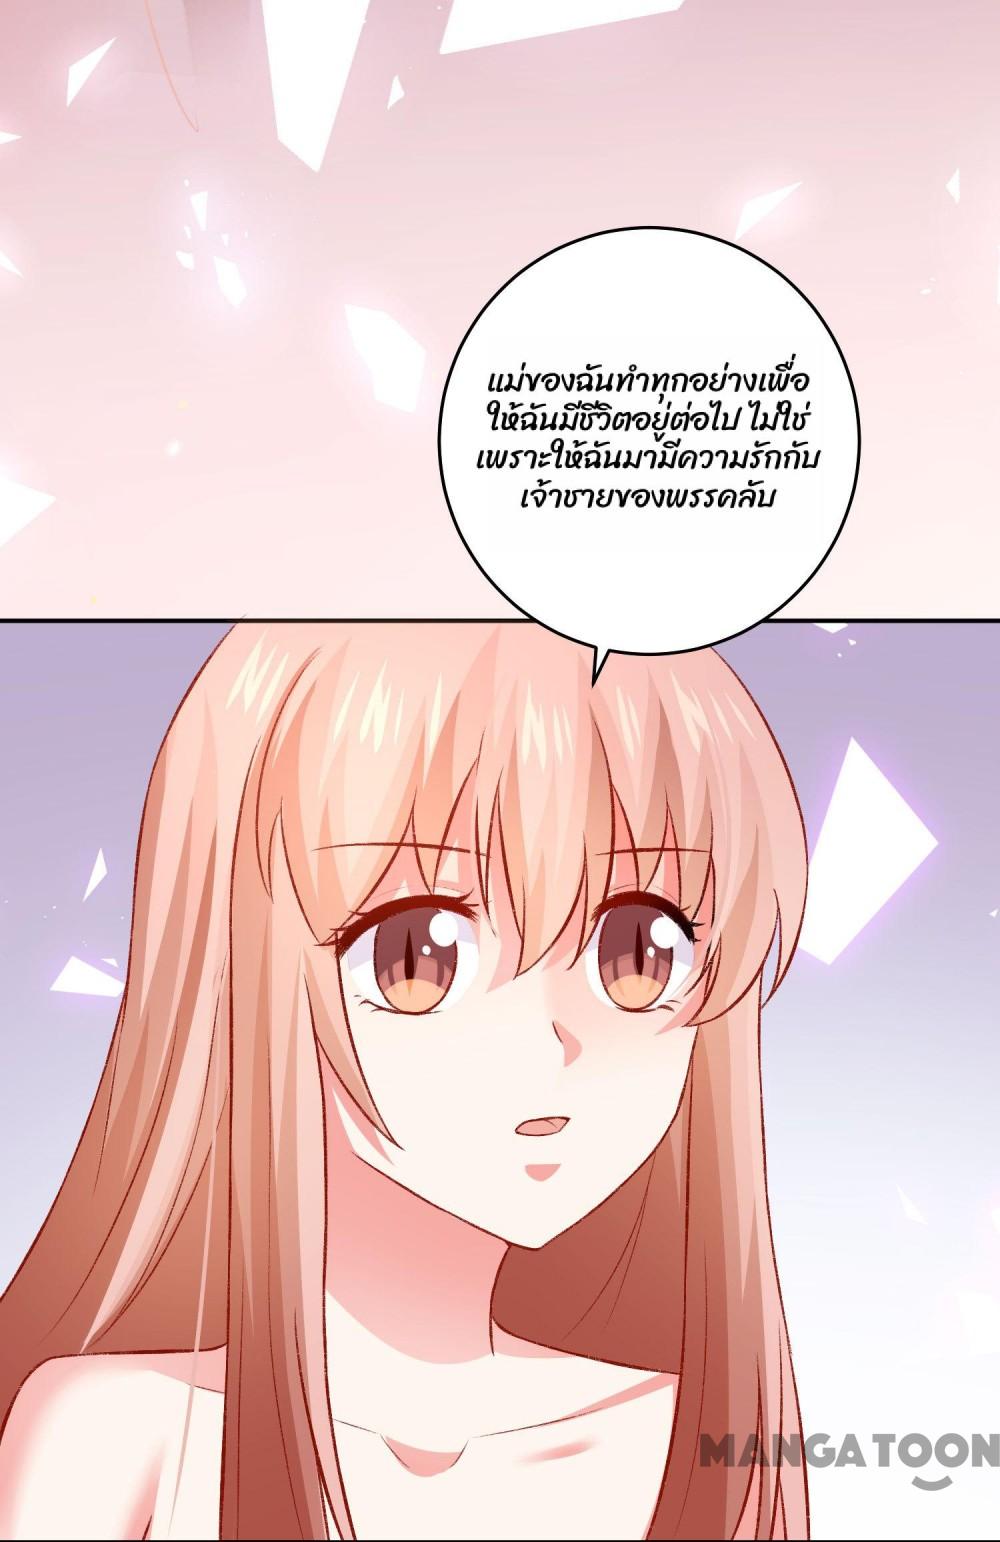 แม่ของฉันทำทุกอย่างเพื่อ
ให้ฉันมีชีวิตอยู่ต่อไป ไม่ใช่
เพราะให้ฉันมามีความรักกับ
เจ้าชายของพรรคลับ
MANGATOON